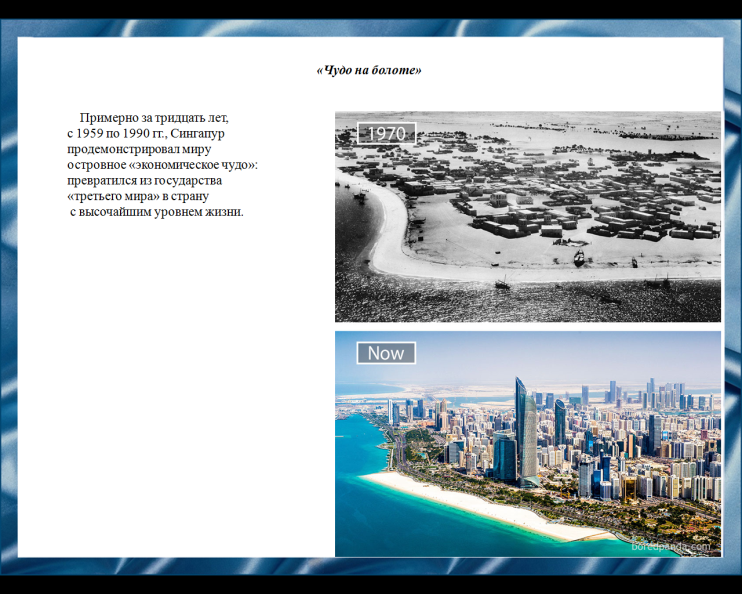 «Чудо на болоте»
Примерно за тридцать лет,
с 1959 по 1990 гг., Сингапур
продемонстрировал миру
островное «экономическое чудо»:
превратился из государства
«третьего мира» в страну
с высочайшим уровнем жизни.
1970
Now
boredpanda.com